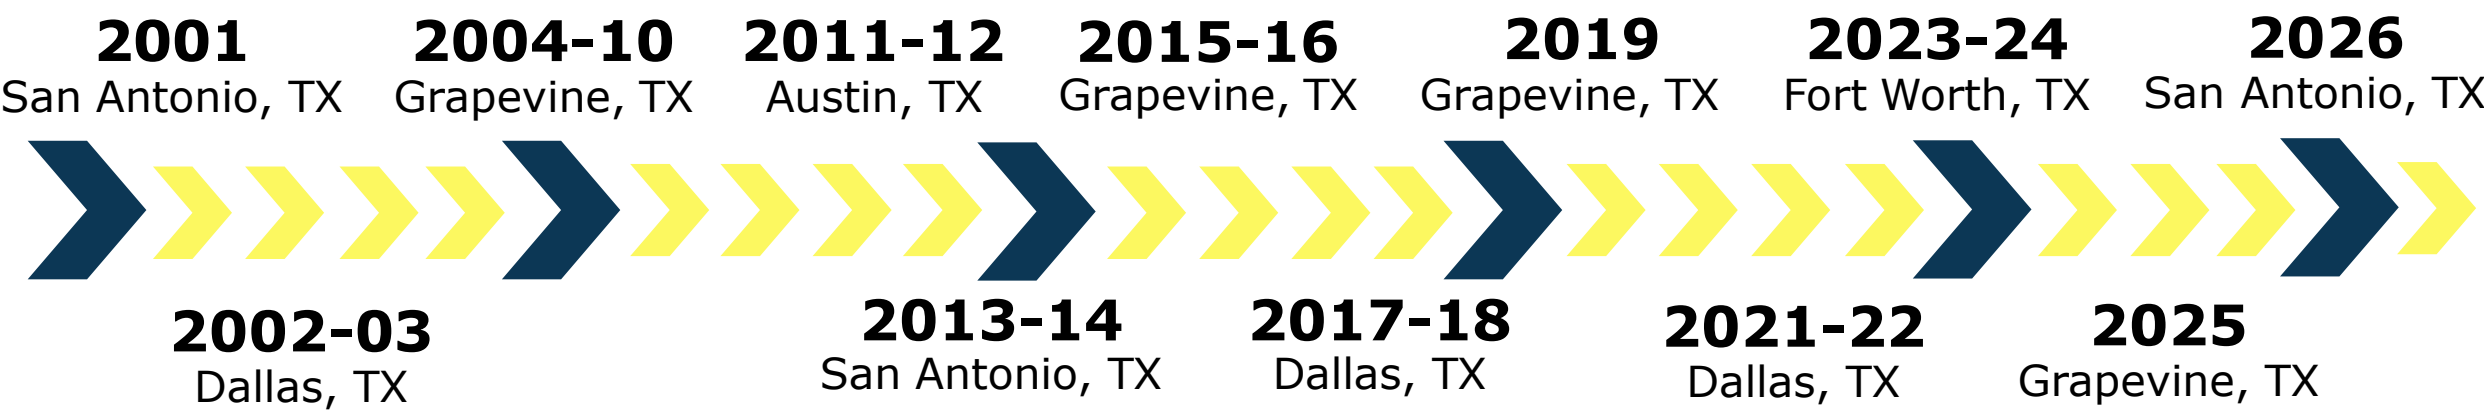 2001
San Antonio, TX
2004-10
Grapevine, TX
2011-12
Austin, TX
2015-16
Grapevine, TX
2019
Grapevine, TX
2023-24
Fort Worth, TX
2026
San Antonio, TX
2002-03
Dallas, TX
2013-14
San Antonio, TX
2017-18
Dallas, TX
2021-22
Dallas, TX
2025
Grapevine, TX